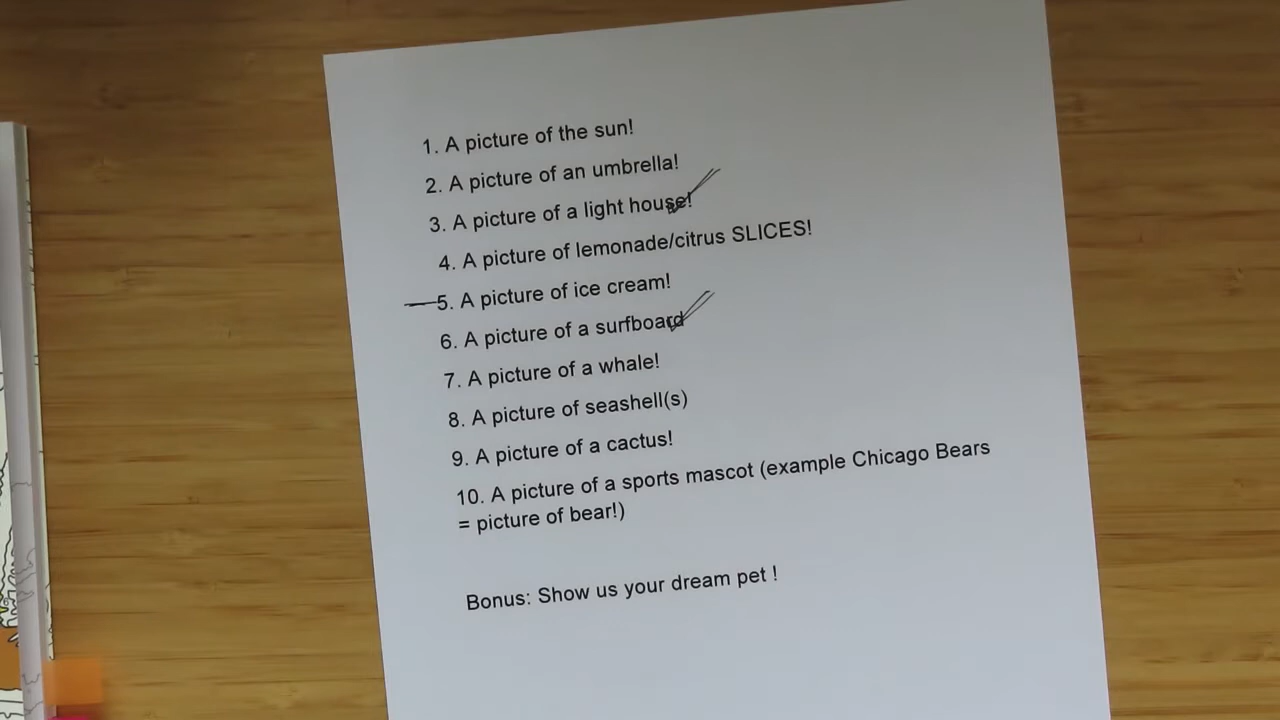 1. A picture of the sun!
2. A picture of an umbrella!
3. A picture of a light house!
4. A picture of lemonade/citrus SLICES!
5. A picture of ice cream!
6. A picture of a surfboard
7. A picture of a whale!
8. A picture of seashell(s)
9. A picture of a cactus!
10. A picture of a sports mascot (example Chicago Bears
= picture of bear!)
Bonus: Show us your dream pet !